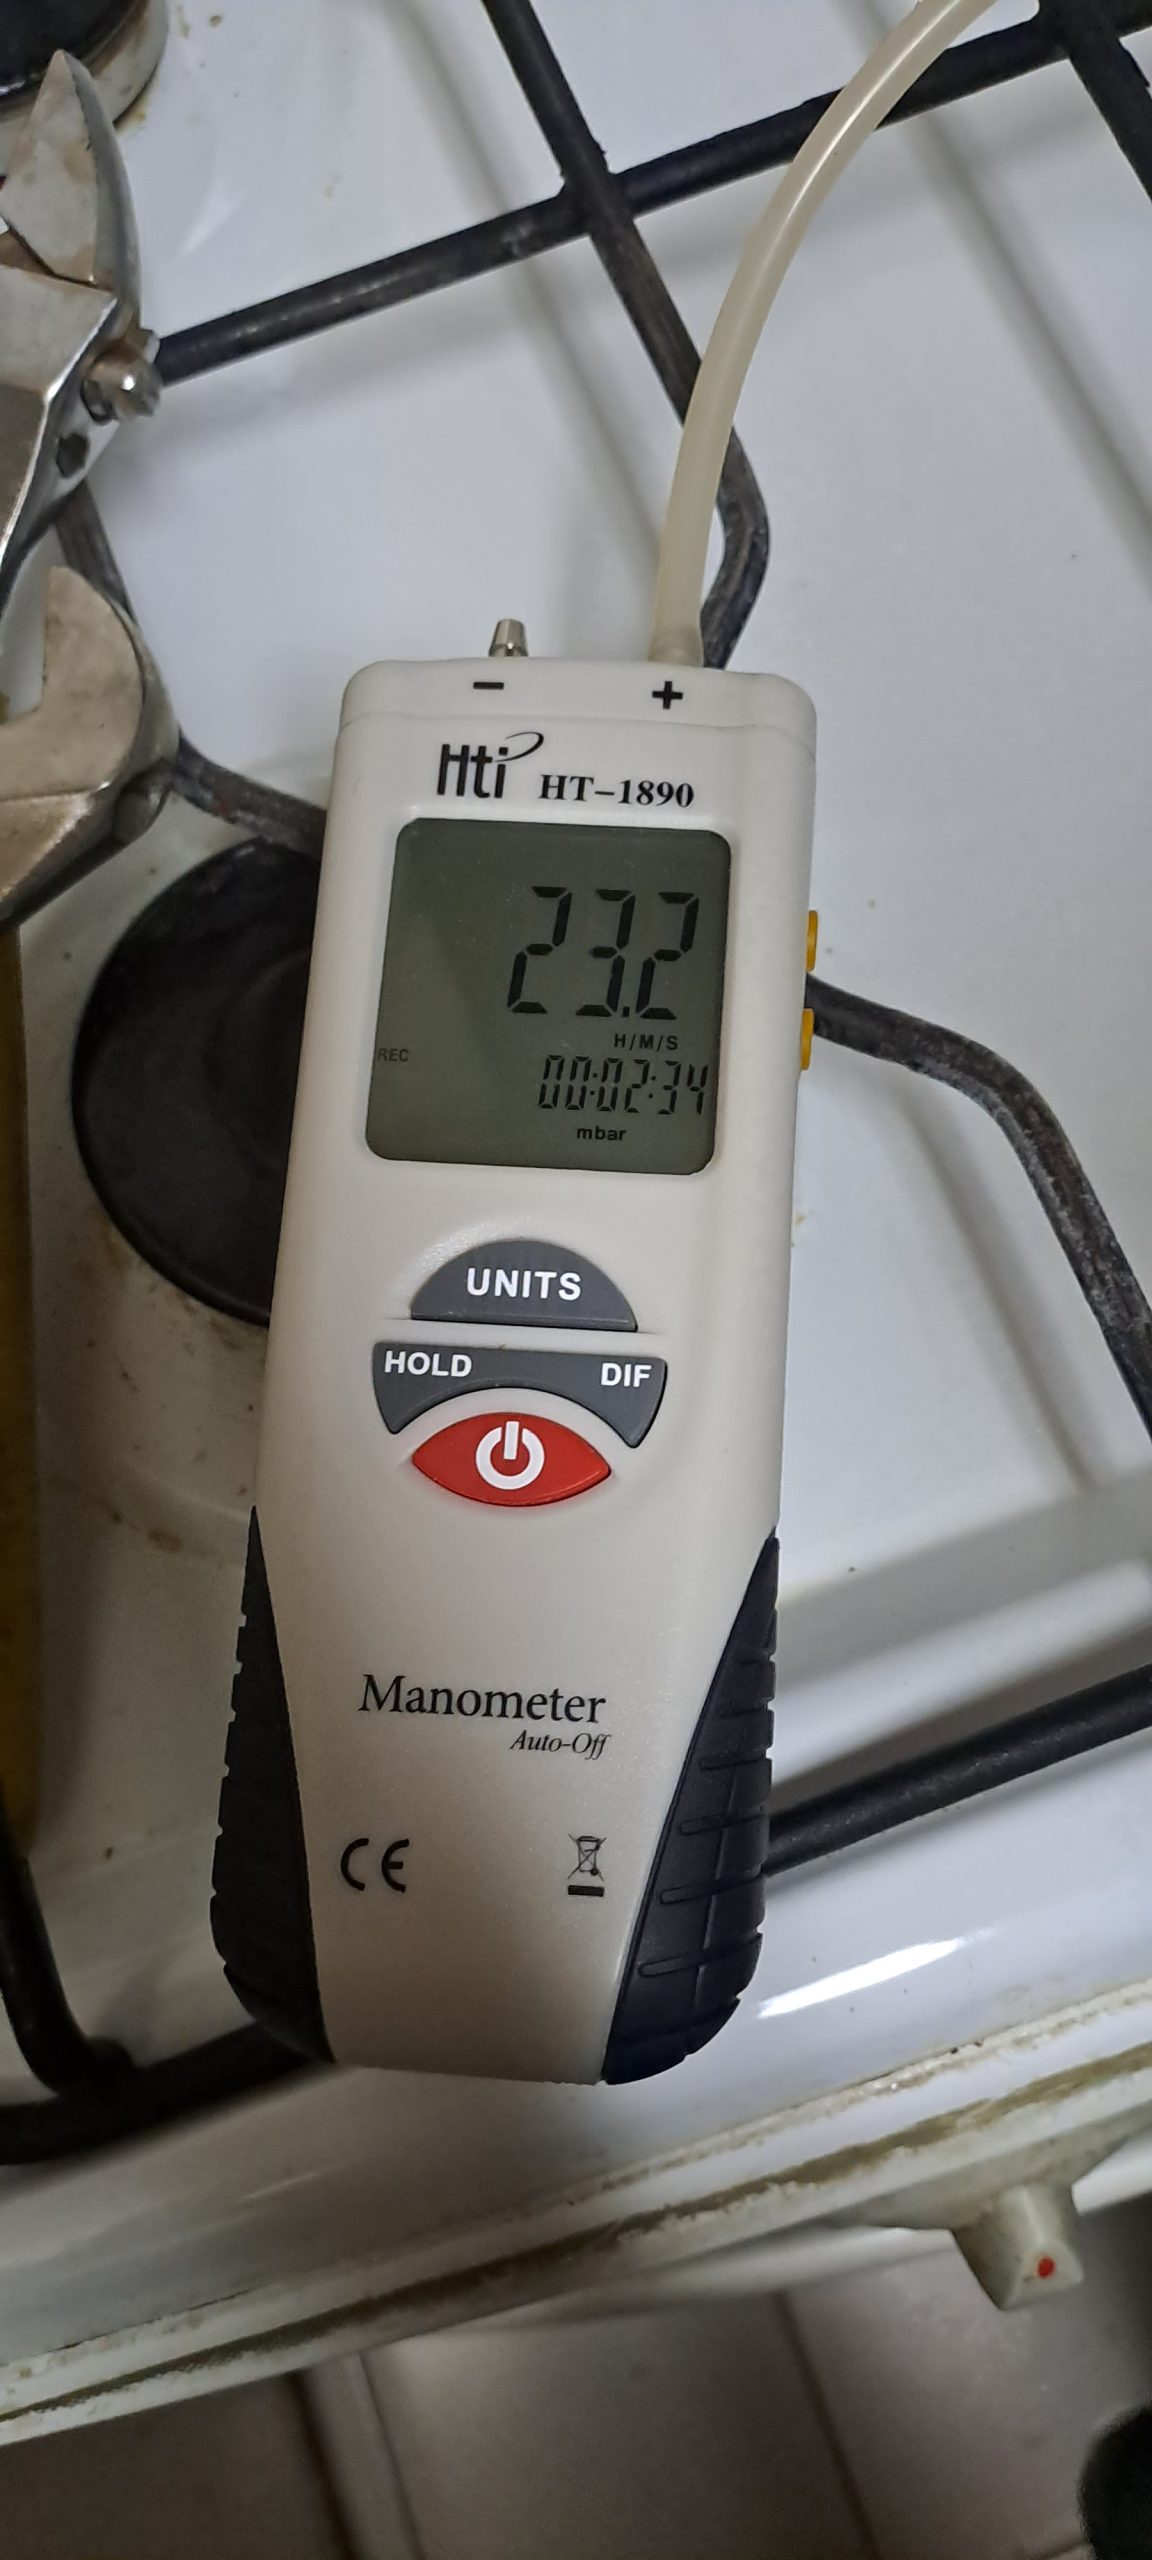 - +
Hti HT-1890
23.2
H/M/S
REC
00:02:34
mbar
UNITS
HOLD DIF
Manometer
Auto-Off
CE